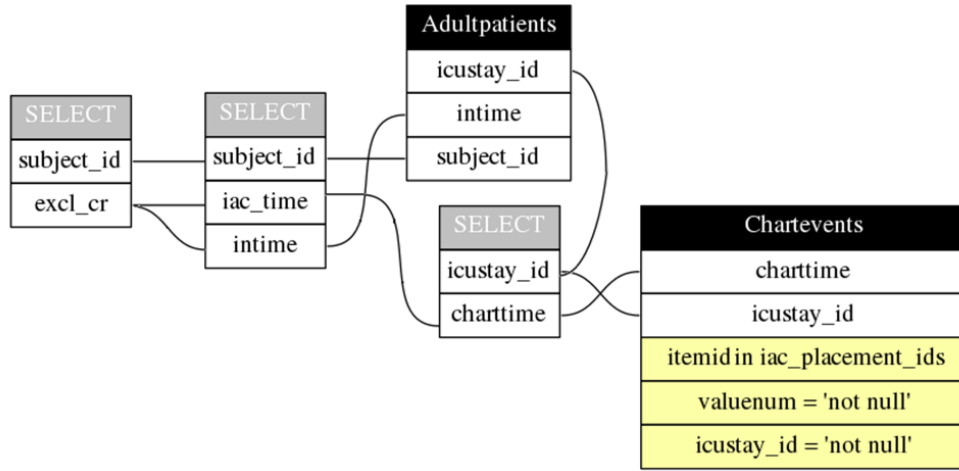 SELECT
subject_id
excl_cr
SELECT
subject_id
iac_time
intime
Adultpatients
icustay_id
intime
subject_id
SELECT
icustay_id
charttime
Chartevents
charttime
icustay_id
itemid in iac_placement_ids
valuenum = 'not null'
icustay_id = 'not null'